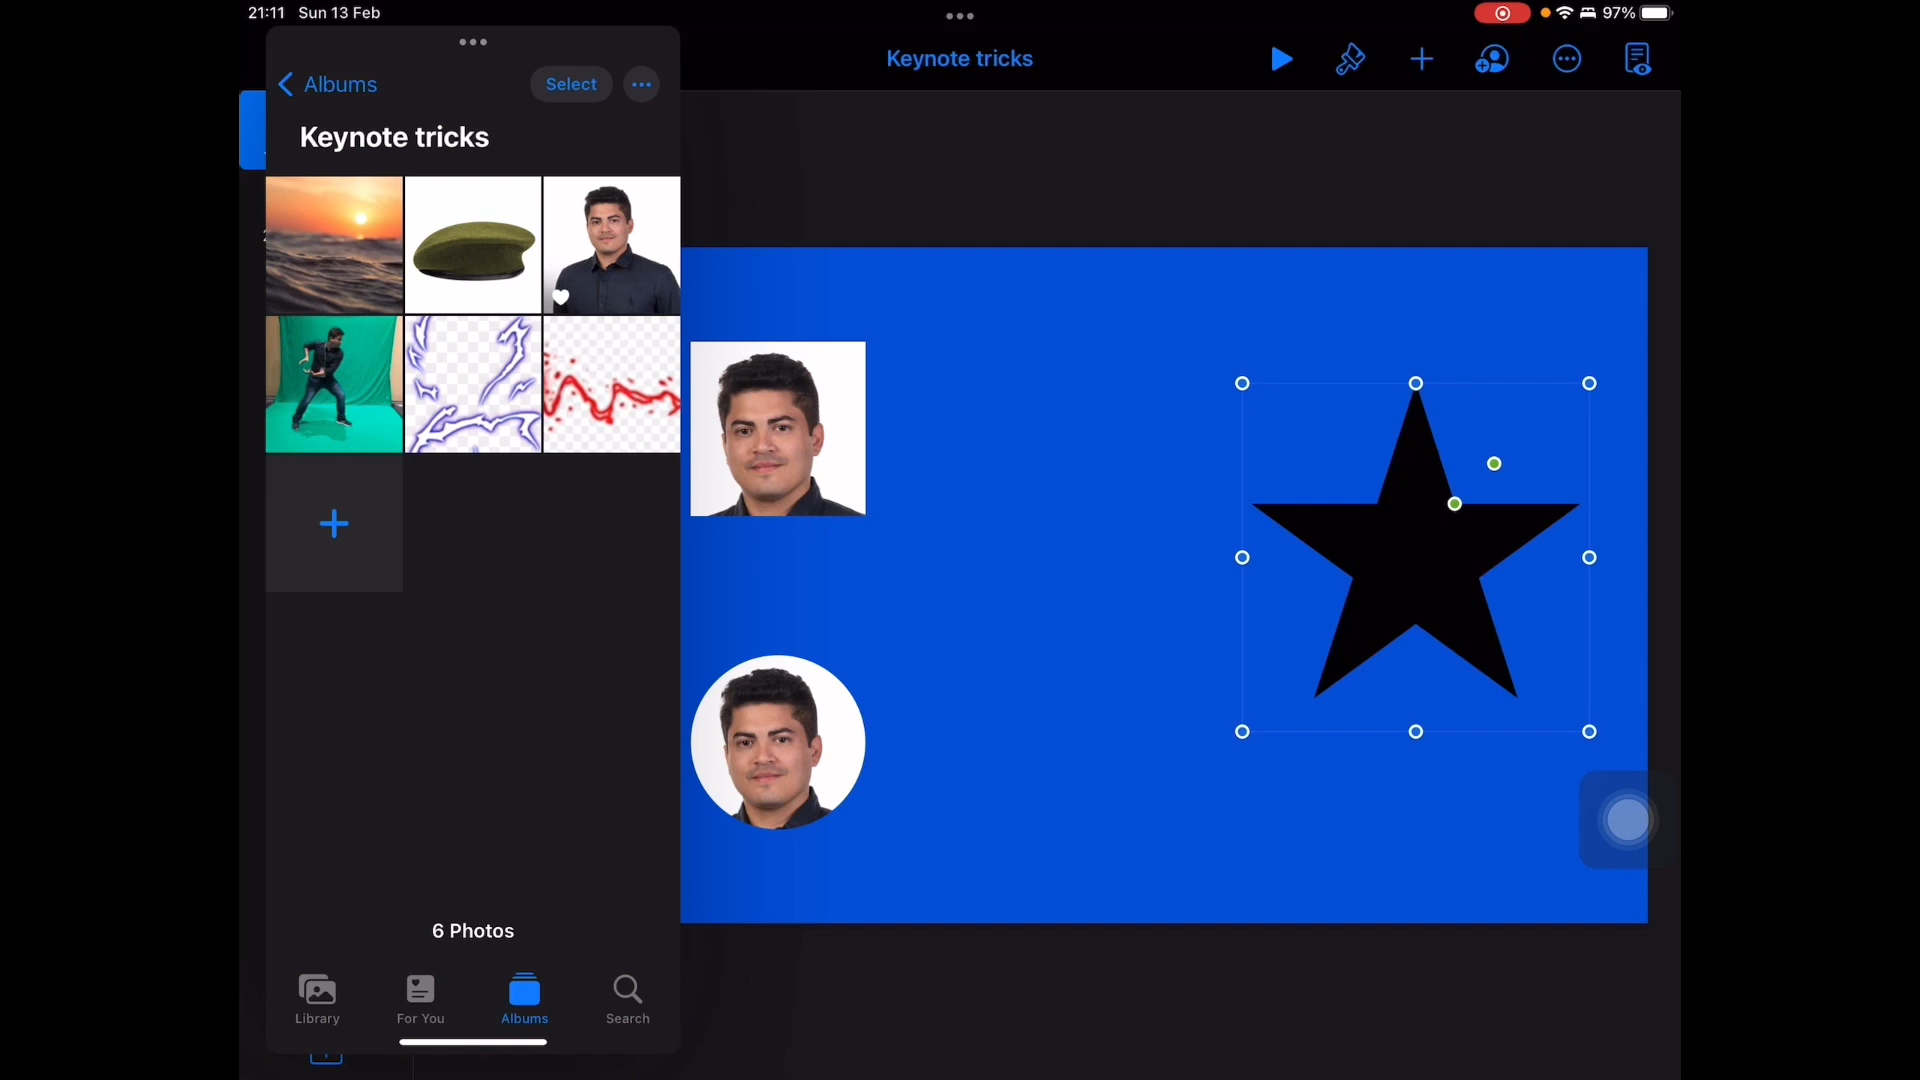 21:11 Sun 13 Feb
97%
Keynote tricks
Albums
Select
Keynote tricks
6 Photos
Library
For You
Albums
Search